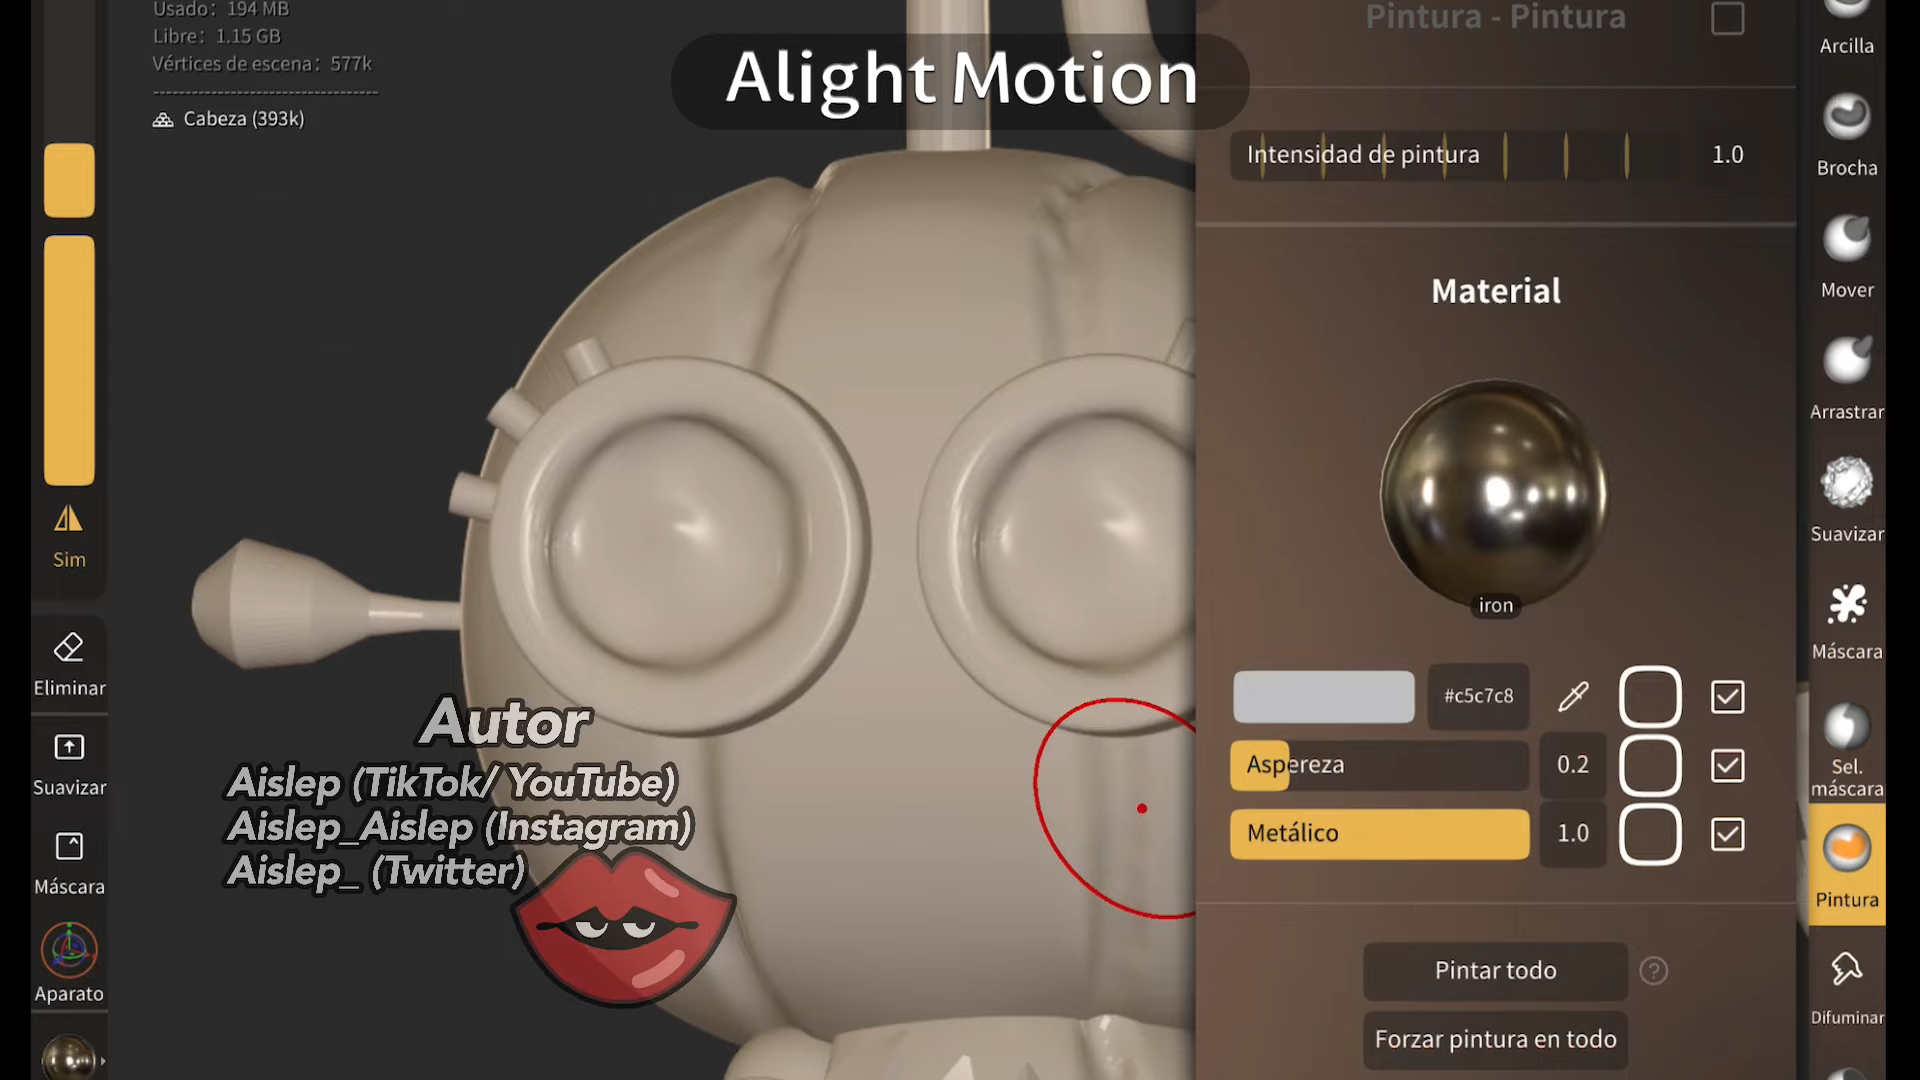 Usado: 194 MB
Libre: 1.15 GB
Vértices de escena: 577k
Cabeza (393k)
Alight Motion
Pintura - Pintura
Intensidad de pintura 1.0
Material
iron
#c5c7c8
Aspereza 0.2
Metálico 1.0
Pintar todo ?
Forzar pintura en todo
Sim
Eliminar
Suavizar
Máscara
Aparato
Autor
Aislep (TikTok/ YouTube)
Aislep_Aislep (Instagram)
Aislep_ (Twitter)
Arcilla
Brocha
Mover
Arrastrar
Suavizar
Máscara
Sel.
máscara
Pintura
Difuminar